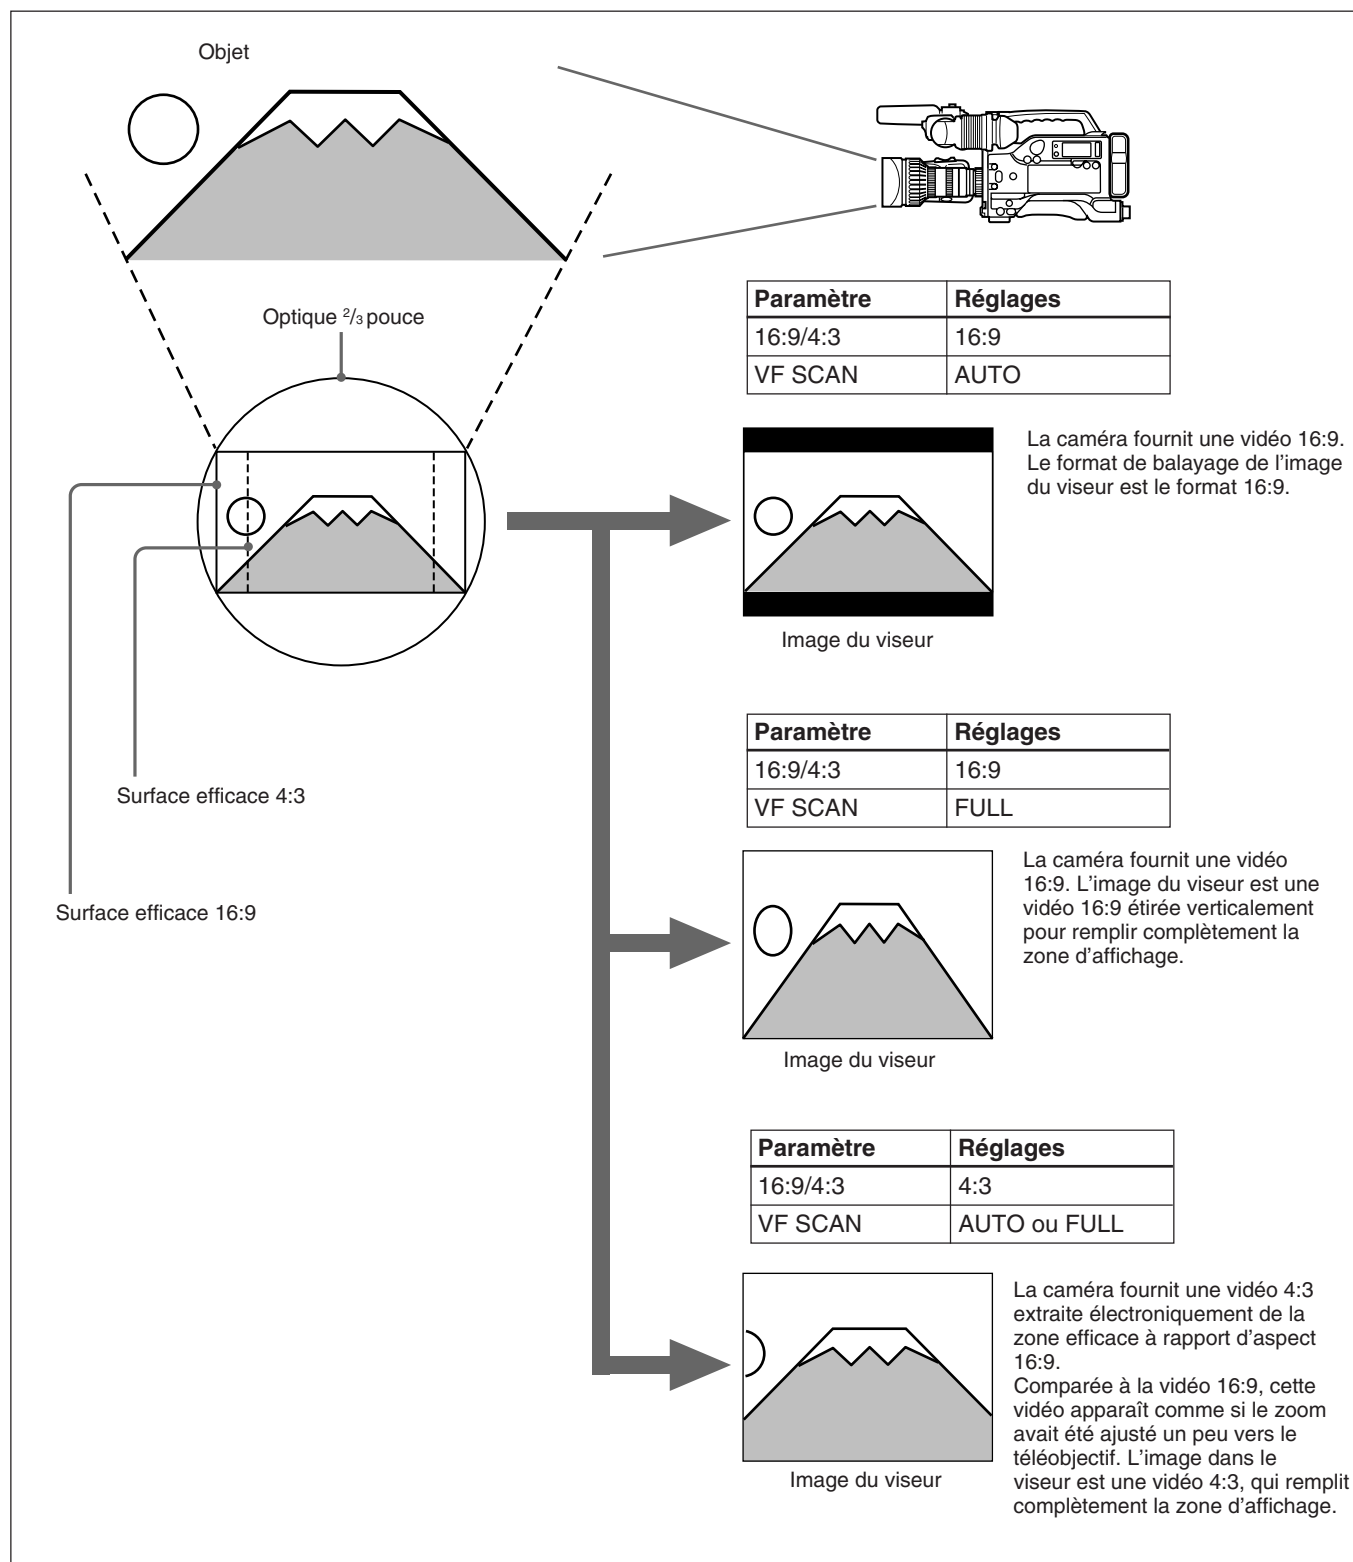 Objet
Optique 2/3 pouce
Paramètre Réglages
16:9/4:3 16:9
VF SCAN AUTO
La caméra fournit une vidéo 16:9.
Le format de balayage de l'image
du viseur est le format 16:9.
Image du viseur
Surface efficace 4:3
Surface efficace 16:9
Paramètre Réglages
16:9/4:3 16:9
VF SCAN FULL
La caméra fournit une vidéo
16:9. L'image du viseur est une
vidéo 16:9 étirée verticalement
pour remplir complètement la
zone d'affichage.
Image du viseur
Paramètre Réglages
16:9/4:3 4:3
VF SCAN AUTO ou FULL
La caméra fournit une vidéo 4:3
extraite électroniquement de la
zone efficace à rapport d'aspect
16:9.
Comparée à la vidéo 16:9, cette
vidéo apparaît comme si le zoom
avait été ajusté un peu vers le
téléobjectif. L'image dans le
viseur est une vidéo 4:3, qui remplit
complètement la zone d'affichage.
Image du viseur